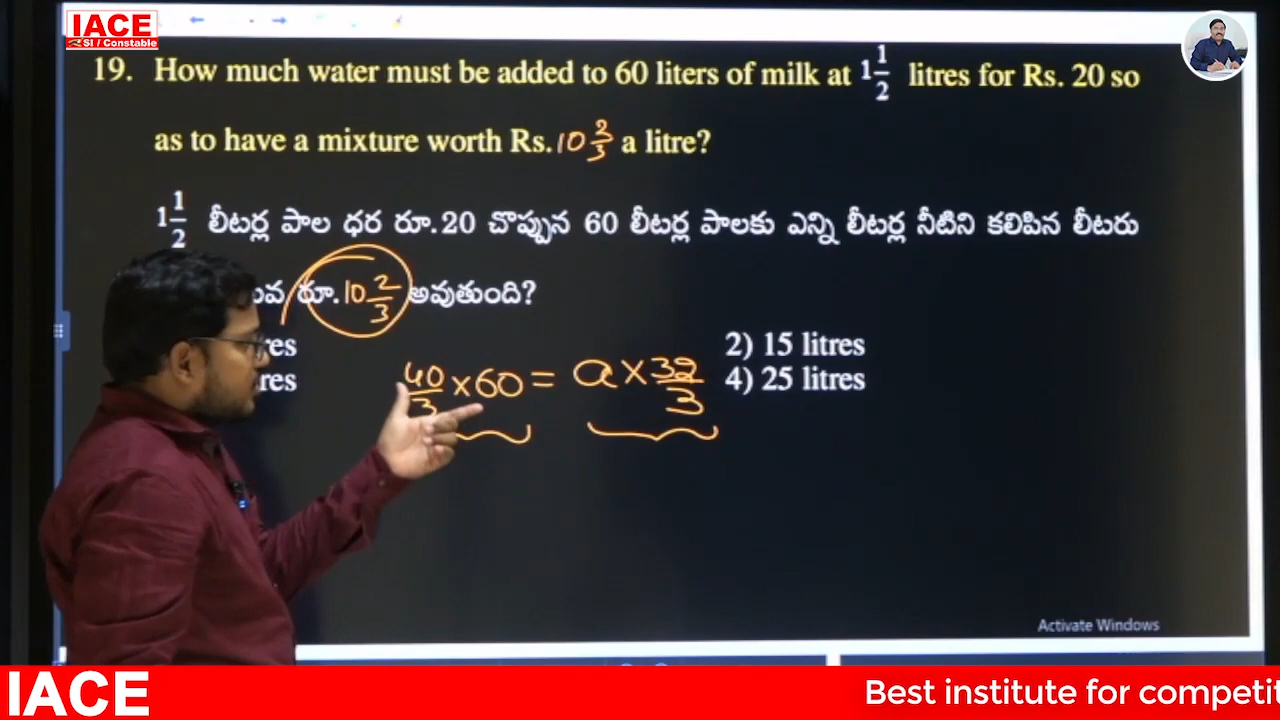 IACE
SI / Constable
19. How much water must be added to 60 liters of milk at 1 1/2 litres for Rs. 20 so
as to have a mixture worth Rs. 10 2/3 a litre?
1 1/2 లీటర్ల పాల ధర రూ.20 చొప్పున 60 లీటర్ల పాలకు ఎన్ని లీటర్ల నీటిని కలిపిన లీటరు
రూ. 10 2/3 అవుతుంది?
2) 15 litres
4) 25 litres
40/3 × 60 = a × 32/3
Activate Windows
IACE
Best institute for